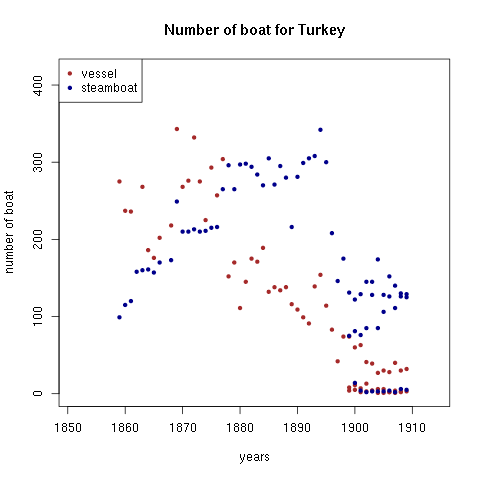 Number of boat for Turkey
vessel
steamboat
number of boat
400
300
200
100
0
1850 1860 1870 1880 1890 1900 1910
years